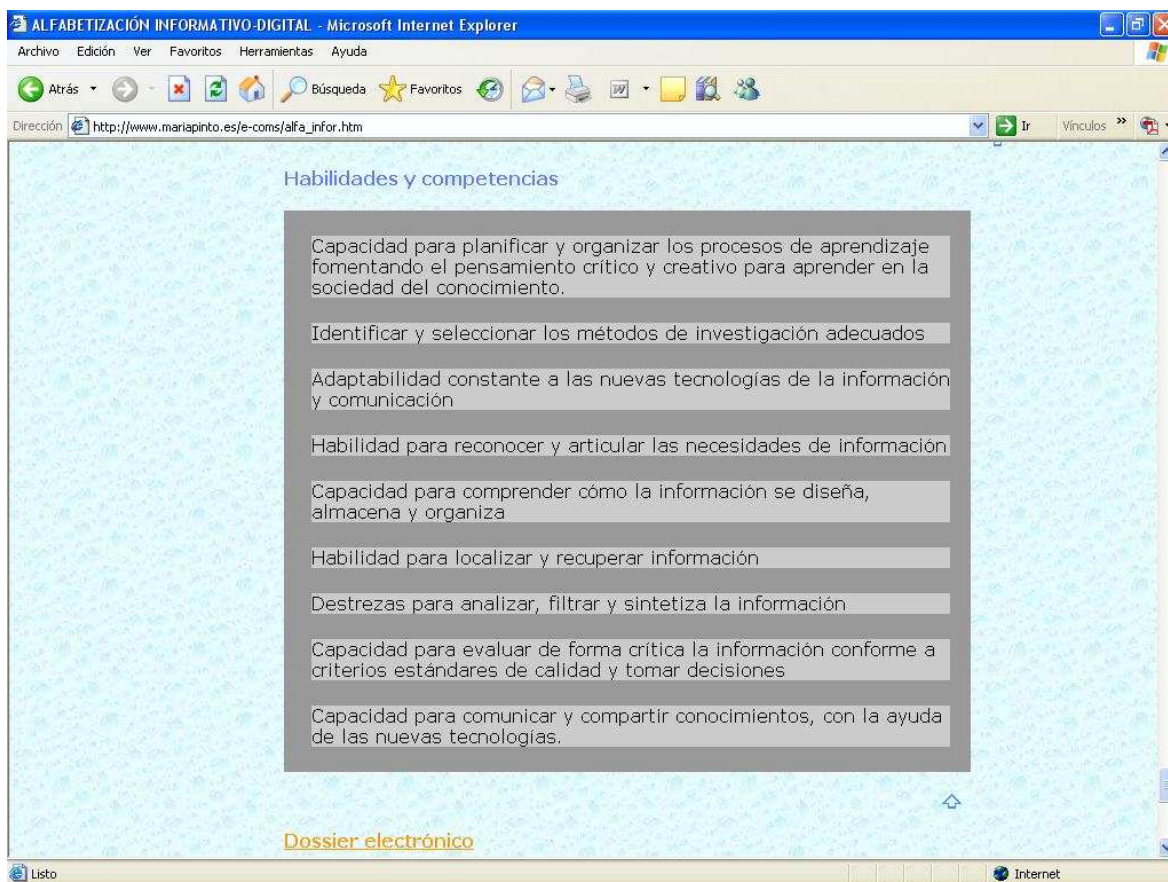 ALFABETIZACIÓN INFORMATIVO-DIGITAL - Microsoft Internet Explorer
Archivo Edición Ver Favoritos Herramientas Ayuda
Atrás Búsqueda Favoritos
Dirección http://www.mariapinto.es/e-coms/alfa_infor.htm Ir Vínculos »
Habilidades y competencias
Capacidad para planificar y organizar los procesos de aprendizaje
fomentando el pensamiento crítico y creativo para aprender en la
sociedad del conocimiento.
Identificar y seleccionar los métodos de investigación adecuados
Adaptabilidad constante a las nuevas tecnologías de la información
y comunicación
Habilidad para reconocer y articular las necesidades de información
Capacidad para comprender cómo la información se diseña,
almacena y organiza
Habilidad para localizar y recuperar información
Destrezas para analizar, filtrar y sintetiza la información
Capacidad para evaluar de forma crítica la información conforme a
criterios estándares de calidad y tomar decisiones
Capacidad para comunicar y compartir conocimientos, con la ayuda
de las nuevas tecnologías.
Dossier electrónico
Listo Internet